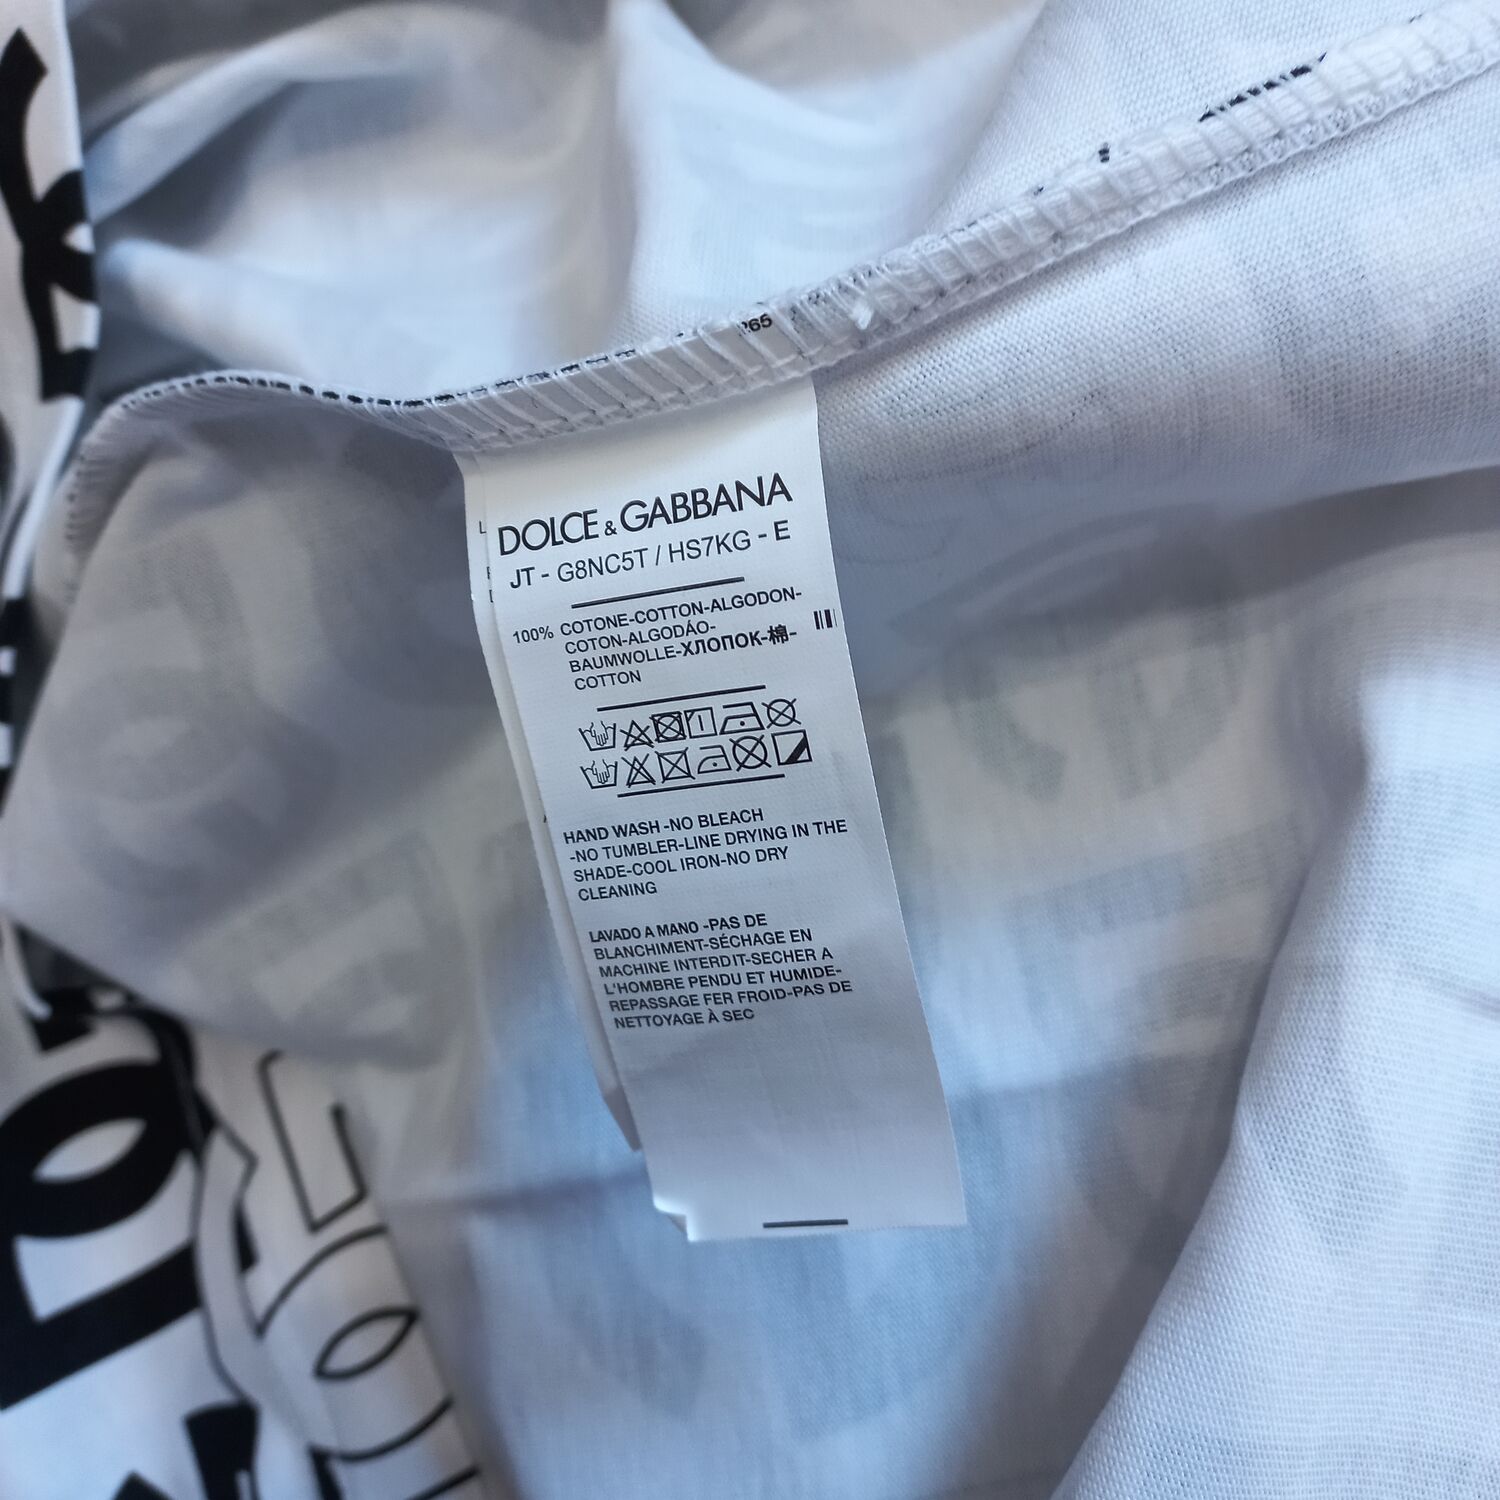 265
DOLCE & GABBANA
JT - G8NC5T / HS7KG - E
100% COTONE-COTTON-ALGODON-
COTON-ALGODÁO-
BAUMWOLLE-ХЛОПОК-棉-
COTTON
HAND WASH -NO BLEACH
-NO TUMBLER-LINE DRYING IN THE
SHADE-COOL IRON-NO DRY
CLEANING
LAVADO A MANO -PAS DE
BLANCHIMENT-SÉCHAGE EN
MACHINE INTERDIT-SECHER A
L'HOMBRE PENDU ET HUMIDE-
REPASSAGE FER FROID-PAS DE
NETTOYAGE À SEC